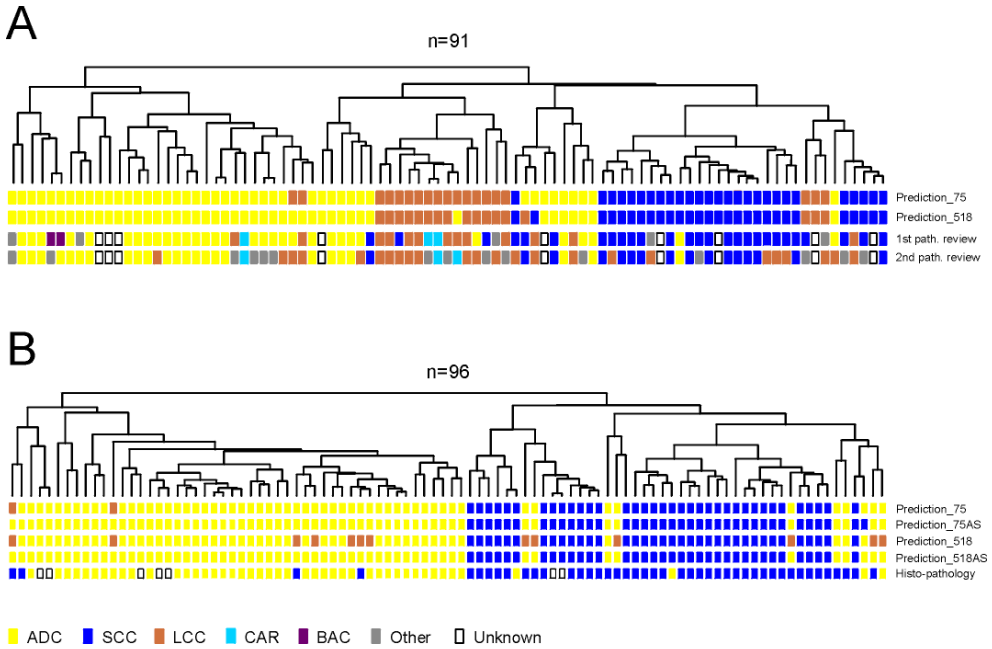 A
n=91
Prediction_75
Prediction_518
1st path. review
2nd path. review
B
n=96
Prediction_75
Prediction_75AS
Prediction_518
Prediction_518AS
Histo-pathology
ADC SCC LCC CAR BAC Other Unknown